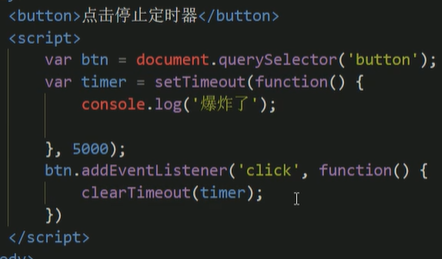 <button>点击停止定时器</button>
<script>
var btn = document.querySelector('button');
var timer = setTimeout(function() {
console.log('爆炸了');
}, 5000);
btn.addEventListener('click', function() {
clearTimeout(timer);
})
</script>